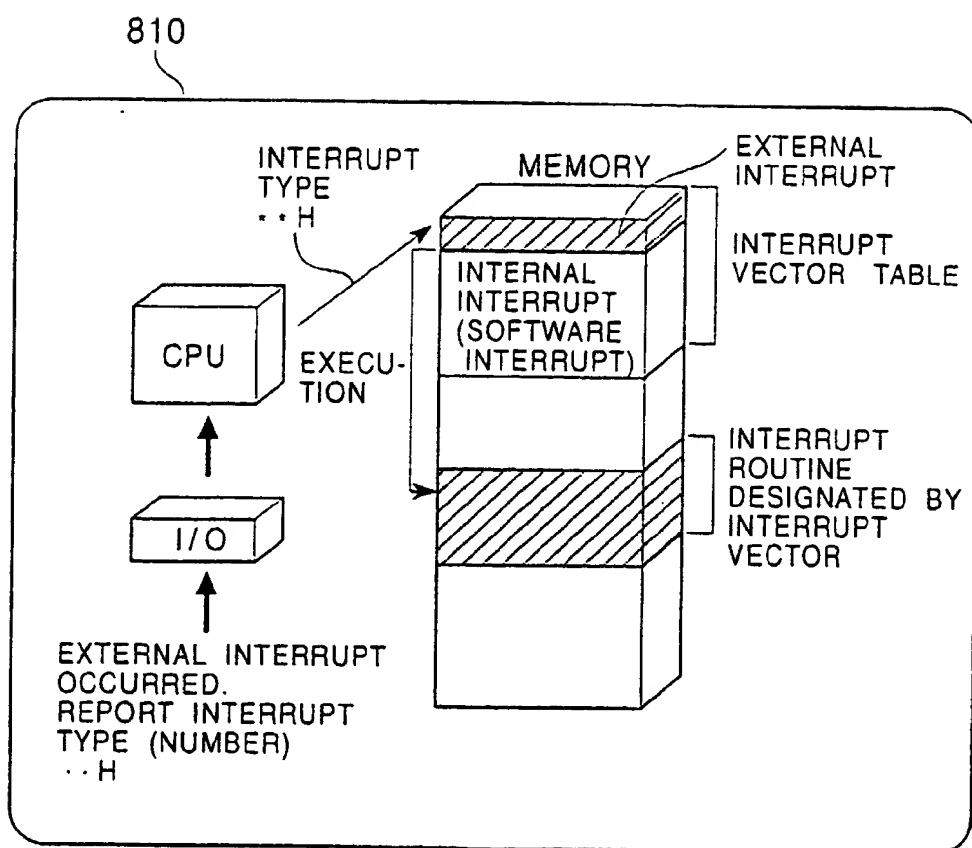 810
INTERRUPT
TYPE
**H
MEMORY
EXTERNAL
INTERRUPT
INTERRUPT
VECTOR TABLE
INTERNAL
INTERRUPT
(SOFTWARE
INTERRUPT)
CPU
EXECU-
TION
INTERRUPT
ROUTINE
DESIGNATED BY
INTERRUPT
VECTOR
I/O
EXTERNAL INTERRUPT
OCCURRED.
REPORT INTERRUPT
TYPE (NUMBER)
··H